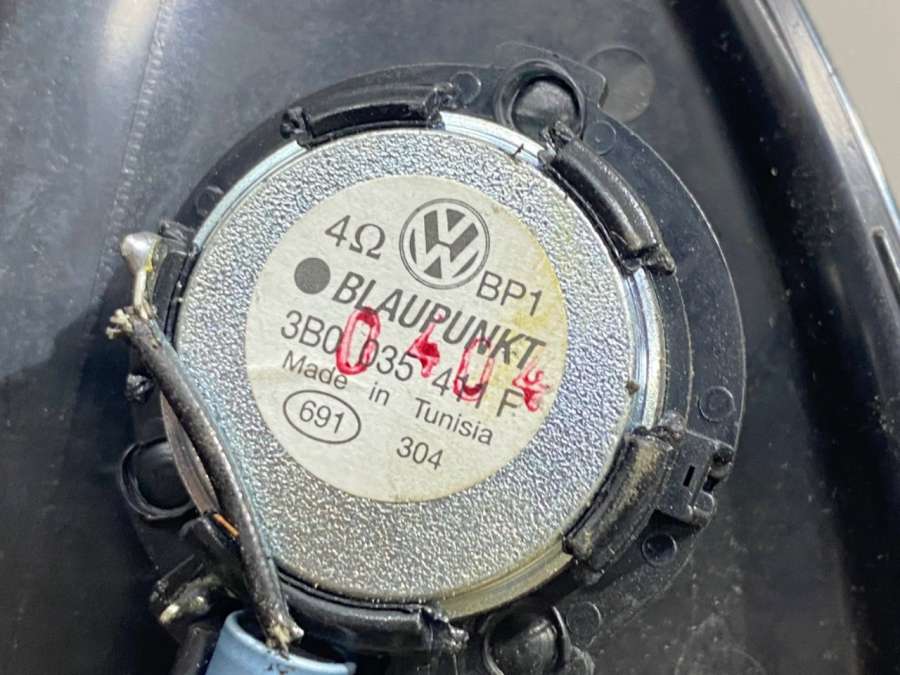 4Ω VW BP1
BLAUPUNKT
3B0 035 411 F
0404
Made in Tunisia
691
304